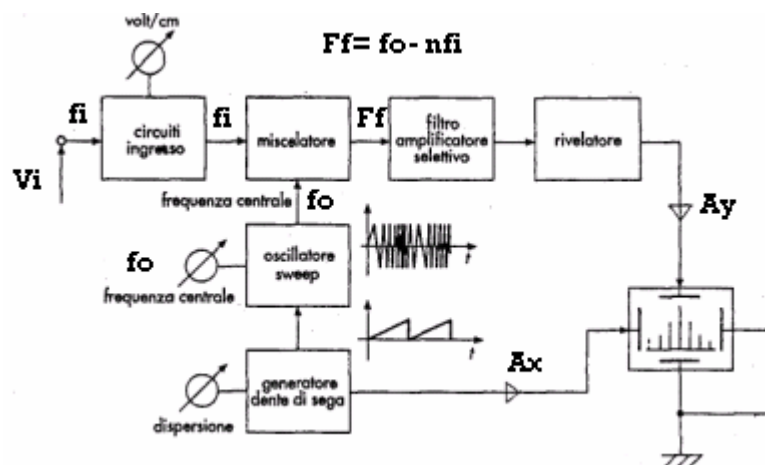 volt/cm
Ff= fo - nfi
fi
circuiti
ingresso
fi
miscelatore
Ff
filtro
amplificatore
selettivo
rivelatore
Vi
frequenza centrale
fo
Ay
fo
frequenza centrale
oscillatore
sweep
t
t
Ax
generatore
dente di sega
dispersione